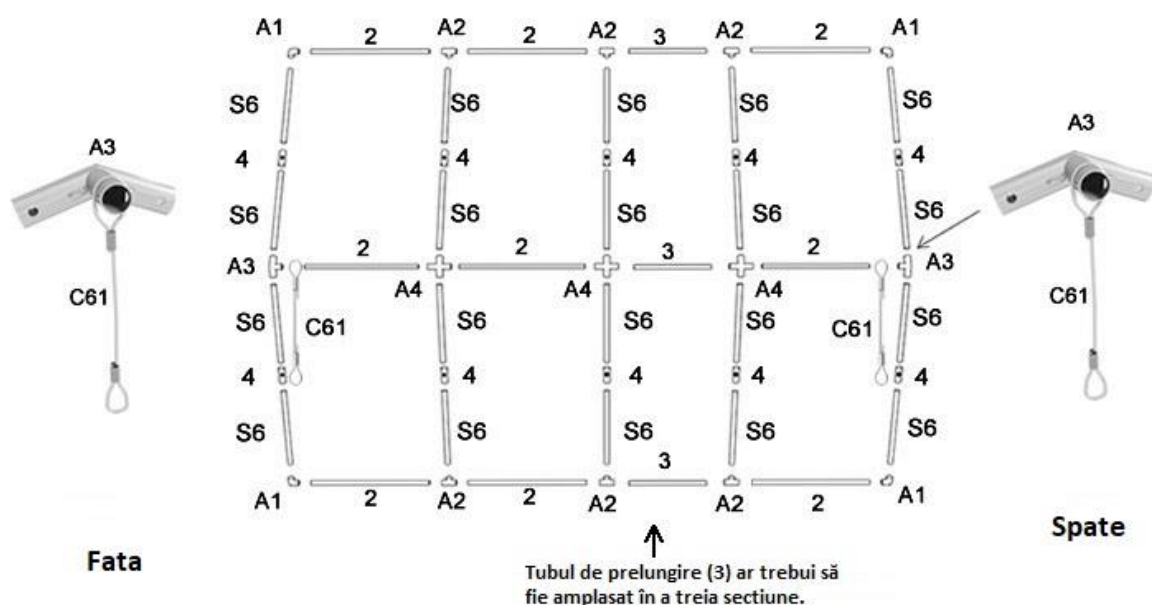 A1 2 A2 2 A2 3 A2 2 A1
S6 S6 S6 S6 S6
A3 A3
4 4 4 4 4
S6 S6 S6 S6 S6
A3 2 2 3 2 A3
A4 A4 A4
C61 C61
S6 C61 S6 S6 S6 C61 S6
4 4 4 4 4
S6 S6 S6 S6 S6
3
A1 2 A2 2 A2 A2 2 A1
Fata
Spate
Tubul de prelungire (3) ar trebui să
fie amplasat în a treia sectiune.